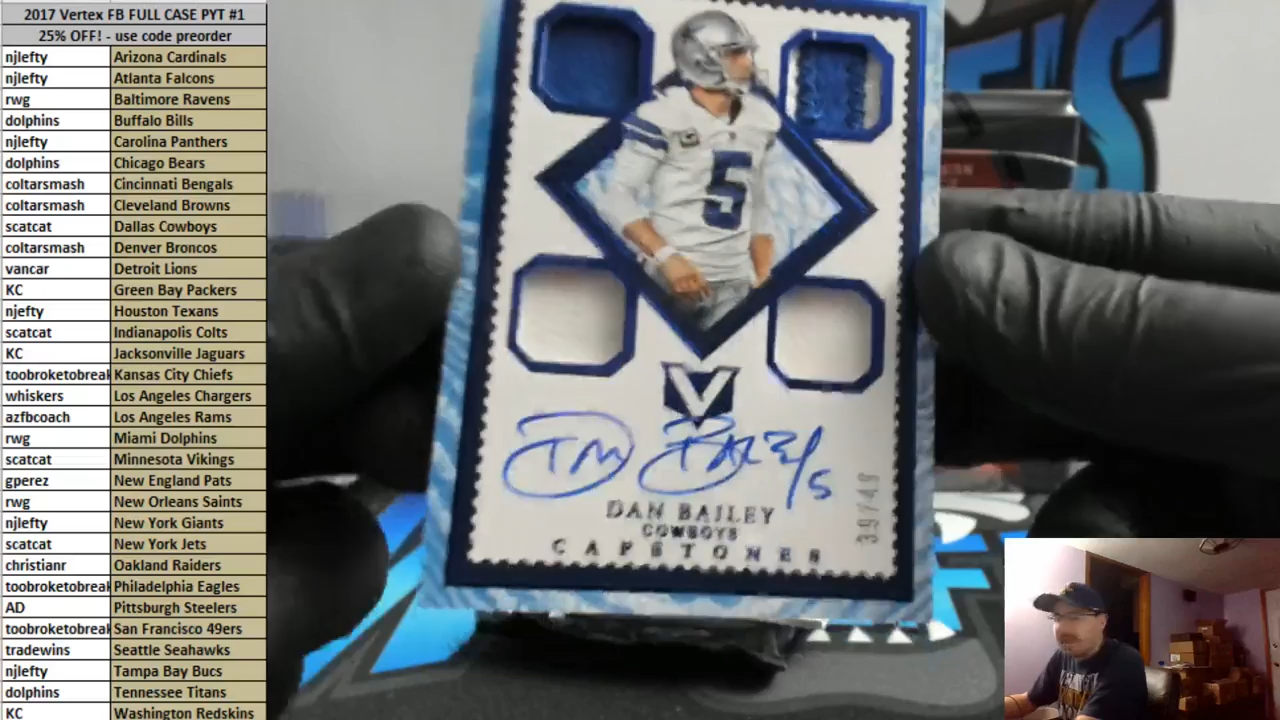 2017 Vertex FB FULL CASE PYT #1
25% OFF! - use code preorder
njlefty Arizona Cardinals
njlefty Atlanta Falcons
rwg Baltimore Ravens
dolphins Buffalo Bills
njlefty Carolina Panthers
dolphins Chicago Bears
coltarsmash Cincinnati Bengals
coltarsmash Cleveland Browns
scatcat Dallas Cowboys
coltarsmash Denver Broncos
vancar Detroit Lions
KC Green Bay Packers
njefty Houston Texans
scatcat Indianapolis Colts
KC Jacksonville Jaguars
toobroketobreak Kansas City Chiefs
whiskers Los Angeles Chargers
azfbcoach Los Angeles Rams
rwg Miami Dolphins
scatcat Minnesota Vikings
gperez New England Pats
rwg New Orleans Saints
njlefty New York Giants
scatcat New York Jets
christianr Oakland Raiders
toobroketobreak Philadelphia Eagles
AD Pittsburgh Steelers
toobroketobreak San Francisco 49ers
tradewins Seattle Seahawks
njlefty Tampa Bay Bucs
dolphins Tennessee Titans
KC Washington Redskins
5
V
DAN BAILEY
COWBOYS
CAPSTONES
39/49